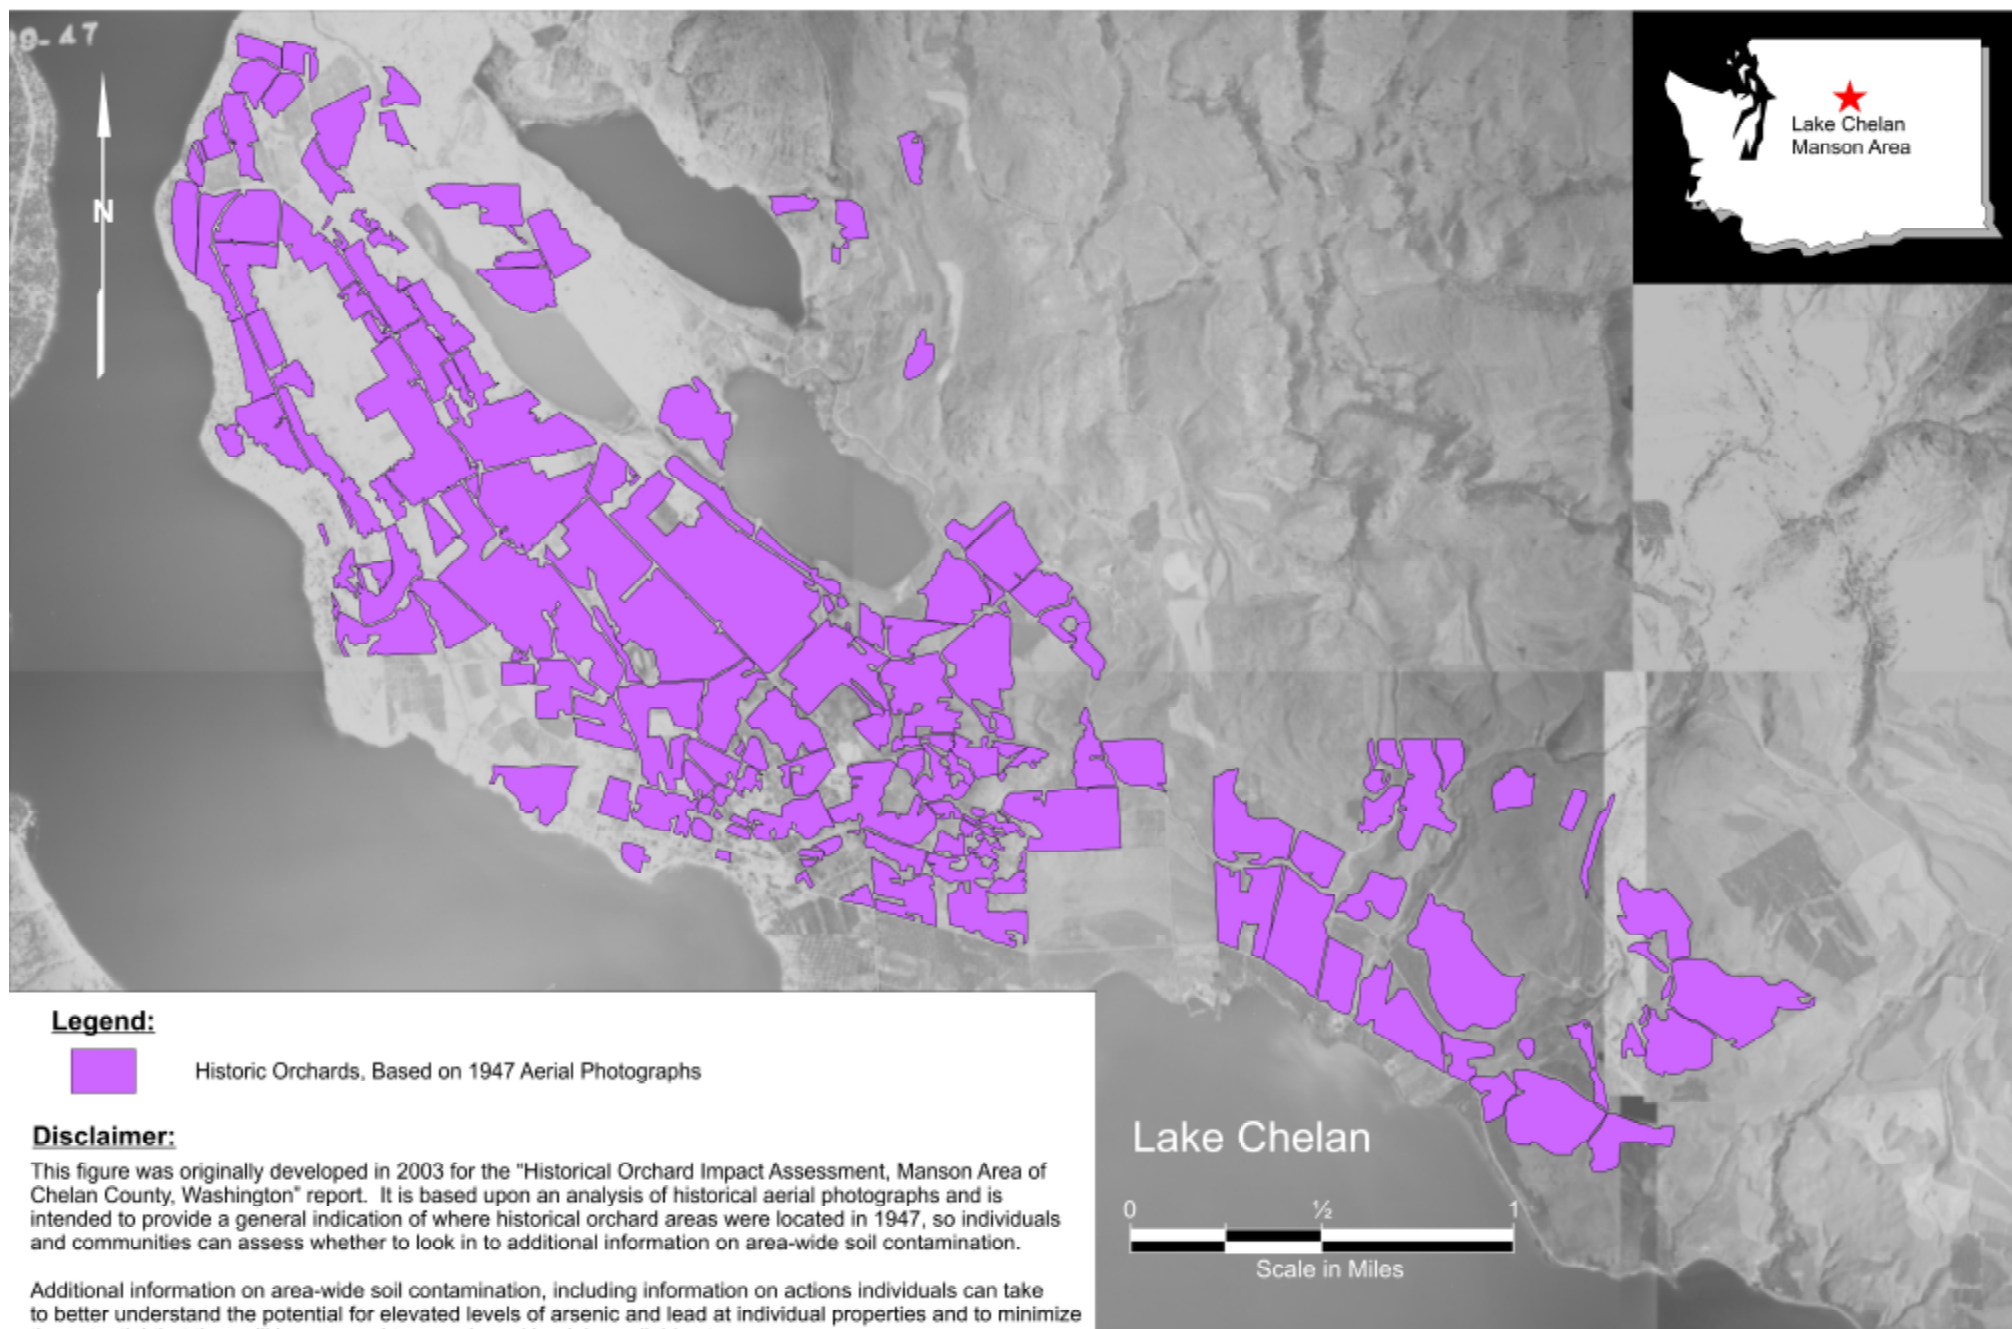 9-47
N
Lake Chelan
Manson Area
Legend:
Historic Orchards, Based on 1947 Aerial Photographs
Disclaimer:
This figure was originally developed in 2003 for the "Historical Orchard Impact Assessment, Manson Area of
Chelan County, Washington" report. It is based upon an analysis of historical aerial photographs and is
intended to provide a general indication of where historical orchard areas were located in 1947, so individuals
and communities can assess whether to look in to additional information on area-wide soil contamination.
Additional information on area-wide soil contamination, including information on actions individuals can take
to better understand the potential for elevated levels of arsenic and lead at individual properties and to minimize
Lake Chelan
0 ½ 1
Scale in Miles